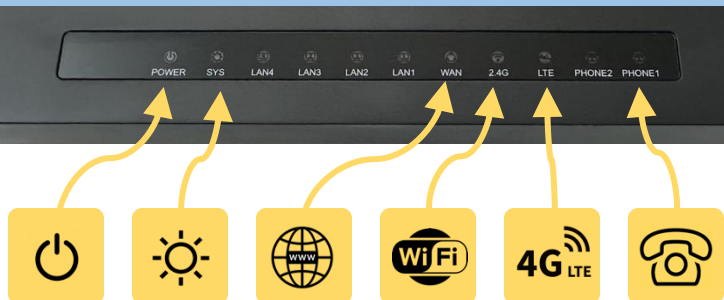 POWER SYS LAN4 LAN3 LAN2 LAN1 WAN 2.4G LTE PHONE2 PHONE1
WWW
WiFi
4G LTE